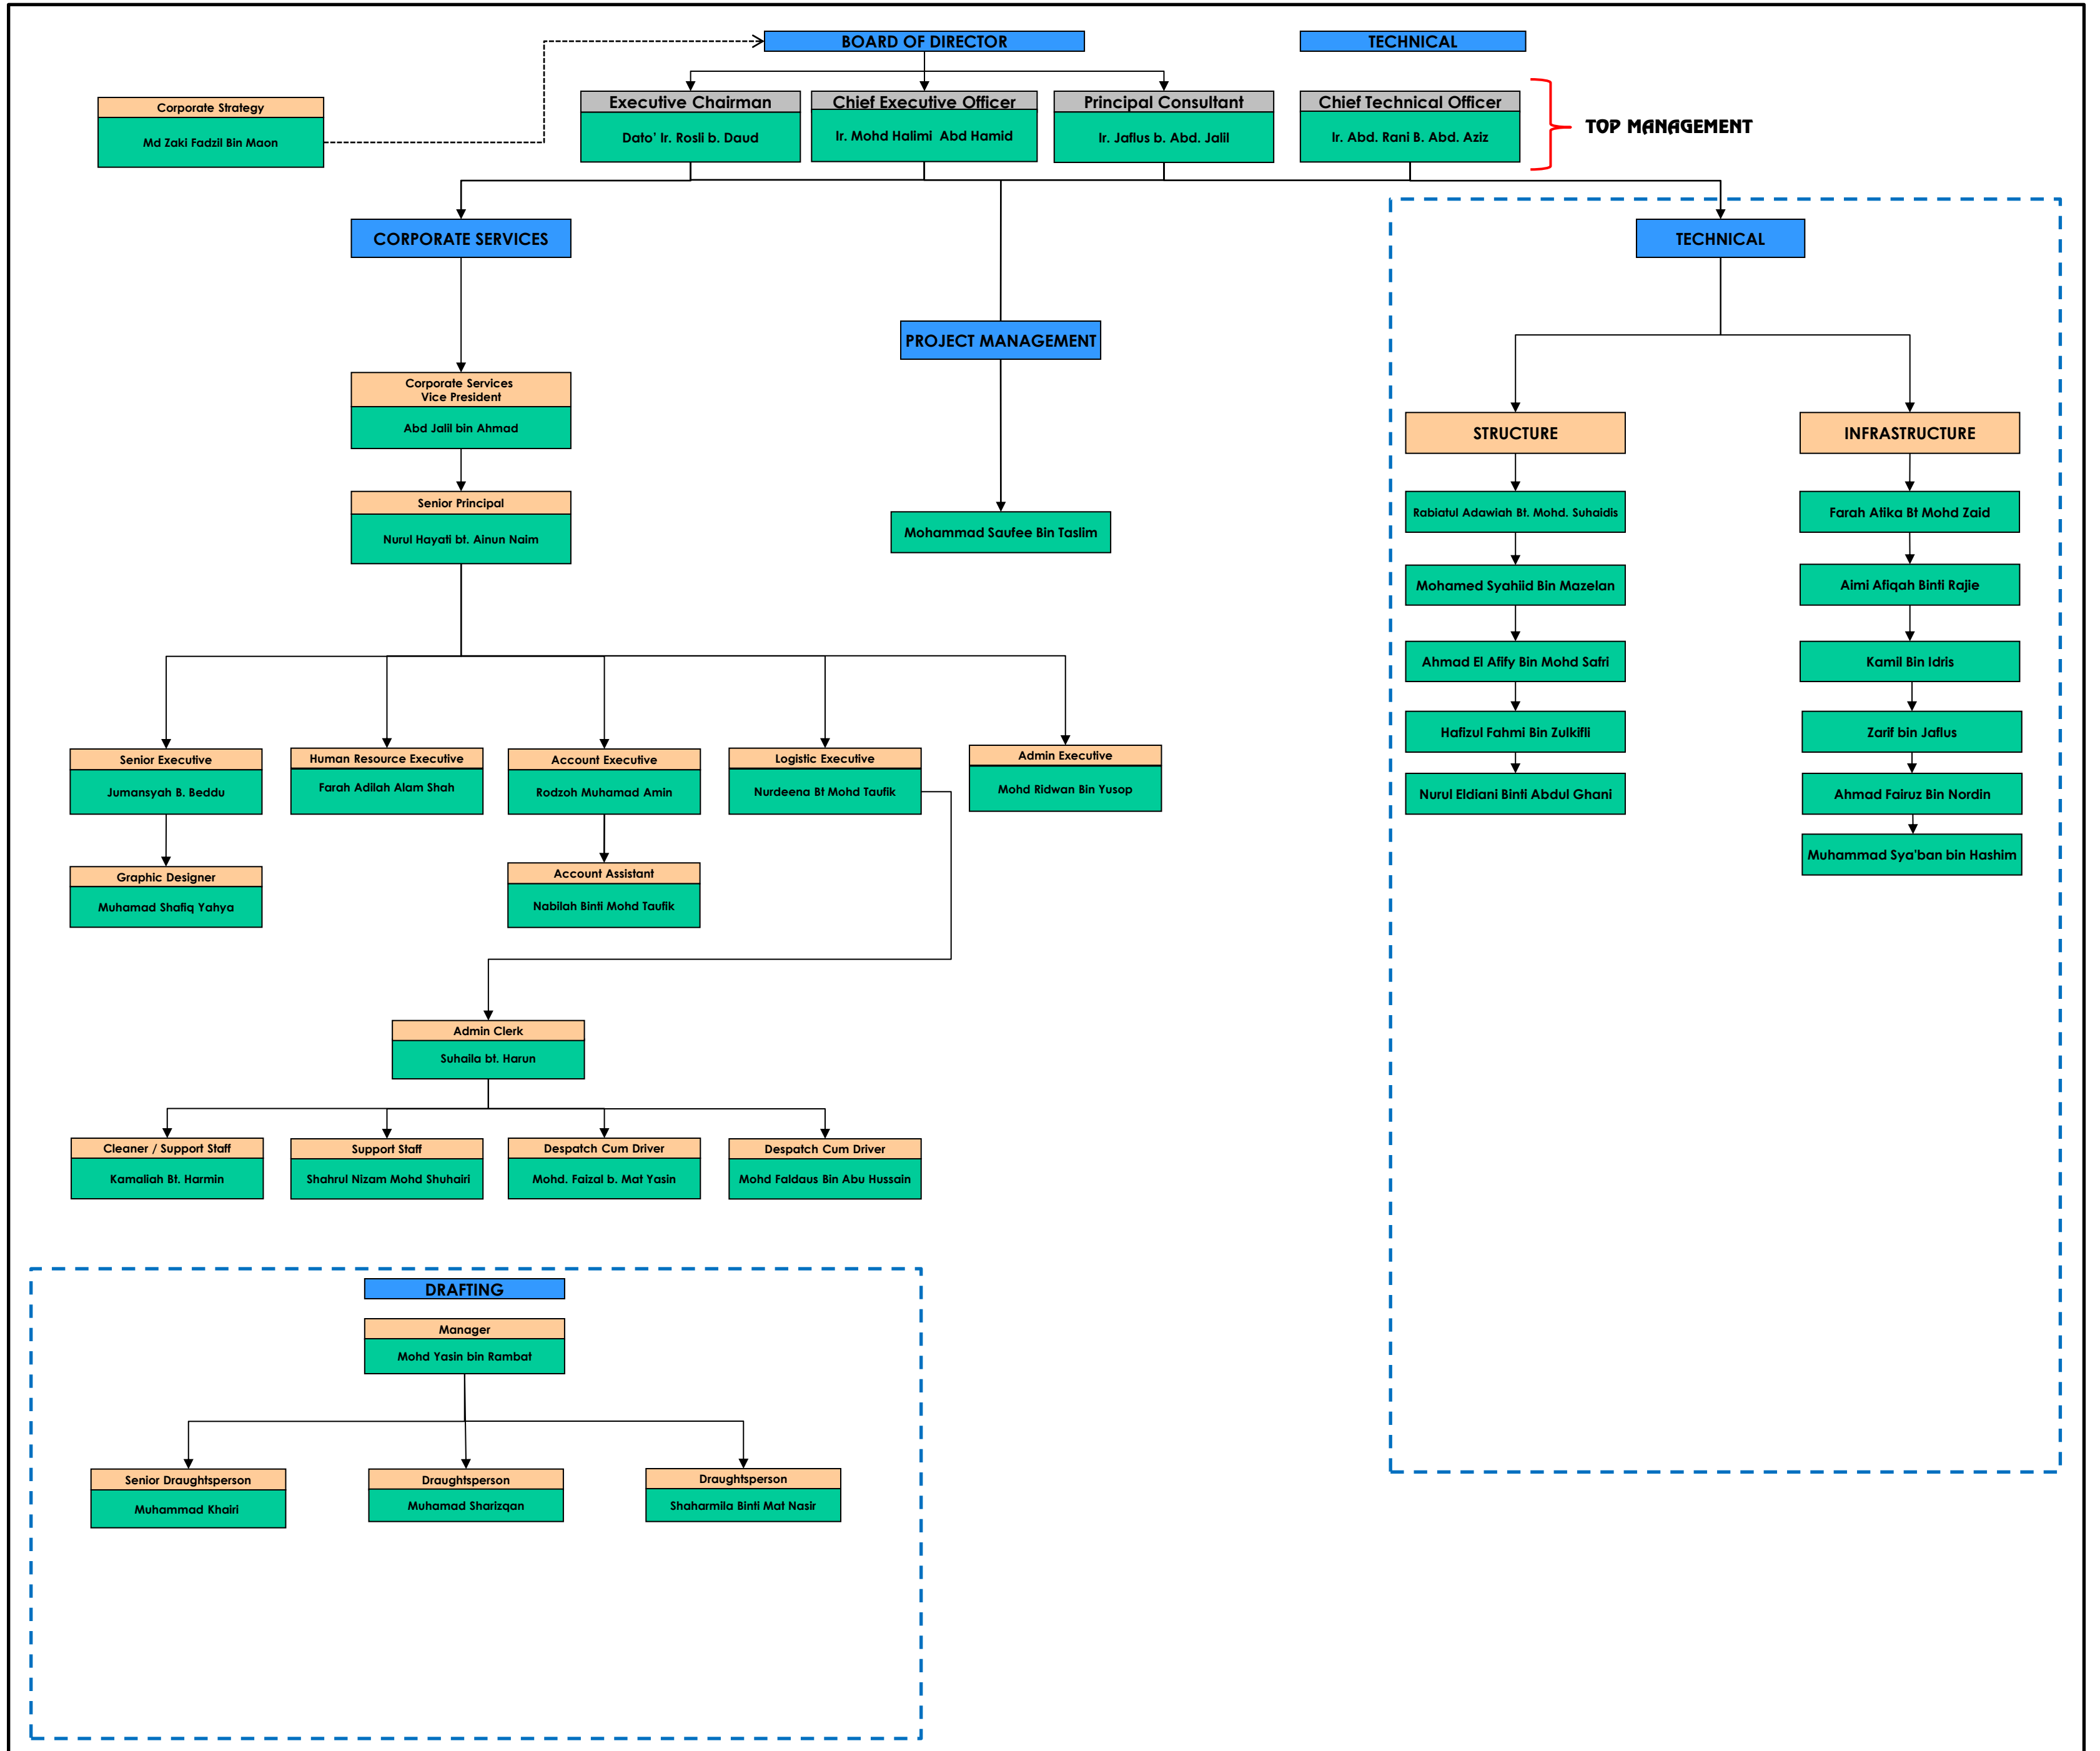 BOARD OF DIRECTOR
TECHNICAL
Corporate Strategy
Md Zaki Fadzil Bin Maon
Executive Chairman
Dato' Ir. Rosli b. Daud
Chief Executive Officer
Ir. Mohd Halimi Abd Hamid
Principal Consultant
Ir. Jaflus b. Abd. Jalil
Chief Technical Officer
Ir. Abd. Rani B. Abd. Aziz
TOP MANAGEMENT
CORPORATE SERVICES
TECHNICAL
PROJECT MANAGEMENT
Corporate Services
Vice President
Abd Jalil bin Ahmad
Senior Principal
Nurul Hayati bt. Ainun Naim
Mohammad Saufee Bin Taslim
STRUCTURE
Rabiatul Adawiah Bt. Mohd. Suhaidis
Mohamed Syahiid Bin Mazelan
Ahmad El Afify Bin Mohd Safri
Hafizul Fahmi Bin Zulkifli
Nurul Eldiani Binti Abdul Ghani
INFRASTRUCTURE
Farah Atika Bt Mohd Zaid
Aimi Afiqah Binti Rajie
Kamil Bin Idris
Zarif bin Jaflus
Ahmad Fairuz Bin Nordin
Muhammad Sya'ban bin Hashim
Senior Executive
Jumansyah B. Beddu
Human Resource Executive
Farah Adilah Alam Shah
Account Executive
Rodzoh Muhamad Amin
Logistic Executive
Nurdeena Bt Mohd Taufik
Admin Executive
Mohd Ridwan Bin Yusop
Graphic Designer
Muhamad Shafiq Yahya
Account Assistant
Nabilah Binti Mohd Taufik
Admin Clerk
Suhaila bt. Harun
Cleaner / Support Staff
Kamaliah Bt. Harmin
Support Staff
Shahrul Nizam Mohd Shuhairi
Despatch Cum Driver
Mohd. Faizal b. Mat Yasin
Despatch Cum Driver
Mohd Faldaus Bin Abu Hussain
DRAFTING
Manager
Mohd Yasin bin Rambat
Senior Draughtsperson
Muhammad Khairi
Draughtsperson
Muhamad Sharizqan
Draughtsperson
Shaharmila Binti Mat Nasir